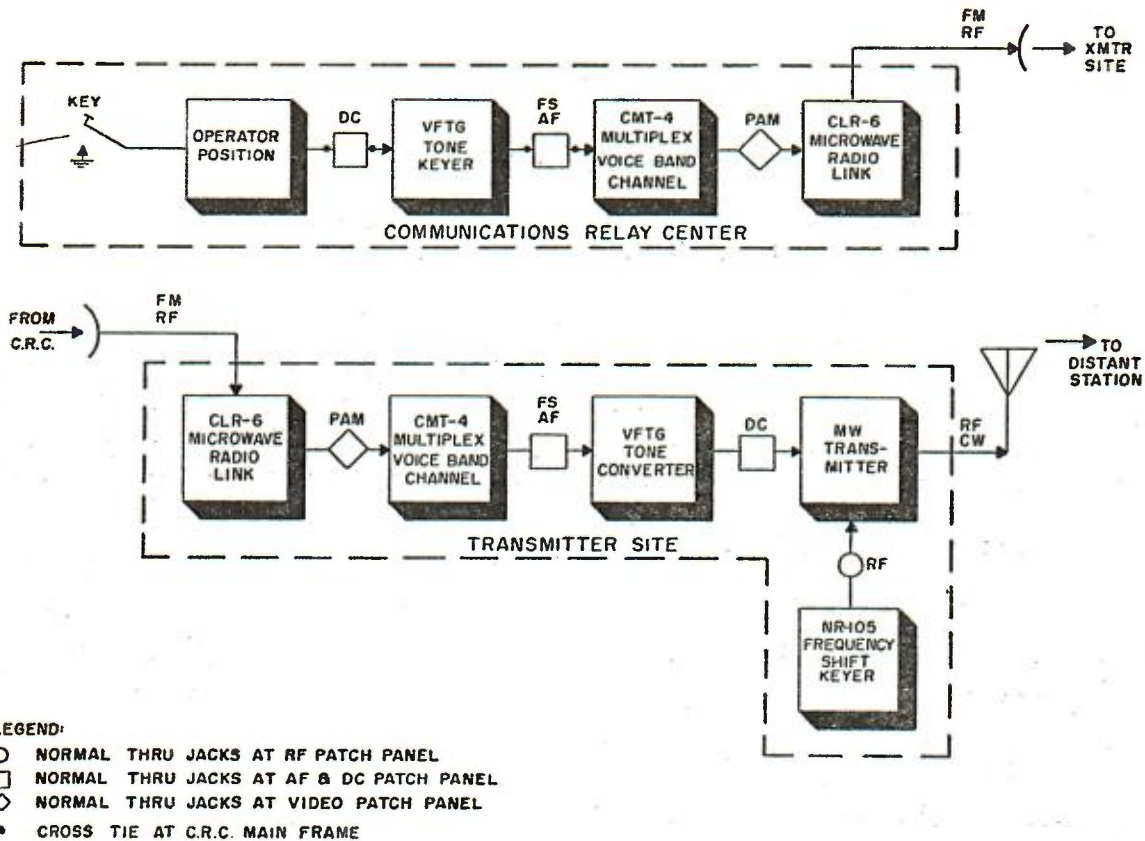 FM
RF
TO
XMTR
SITE
KEY
OPERATOR
POSITION
DC
VFTG
TONE
KEYER
FS
AF
CMT-4
MULTIPLEX
VOICE BAND
CHANNEL
PAM
CLR-6
MICROWAVE
RADIO
LINK
COMMUNICATIONS RELAY CENTER
FROM
C.R.C.
FM
RF
CLR-6
MICROWAVE
RADIO
LINK
PAM
CMT-4
MULTIPLEX
VOICE BAND
CHANNEL
FS
AF
VFTG
TONE
CONVERTER
DC
MW
TRANS-
MITTER
RF
CW
TO
DISTANT
STATION
TRANSMITTER SITE
RF
NR-105
FREQUENCY
SHIFT
KEYER
LEGEND:
NORMAL THRU JACKS AT RF PATCH PANEL
NORMAL THRU JACKS AT AF & DC PATCH PANEL
NORMAL THRU JACKS AT VIDEO PATCH PANEL
CROSS TIE AT C.R.C. MAIN FRAME